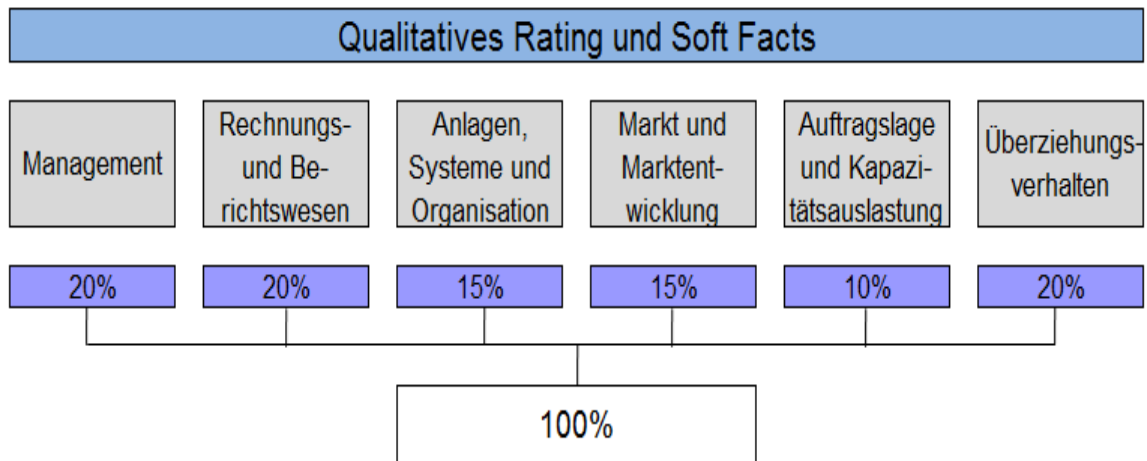 Qualitatives Rating und Soft Facts
Management
Rechnungs-
und Be-
richtswesen
Anlagen,
Systeme und
Organisation
Markt und
Marktent-
wicklung
Auftragslage
und Kapazi-
tätsauslastung
Überziehungs-
verhalten
20%
20%
15%
15%
10%
20%
100%